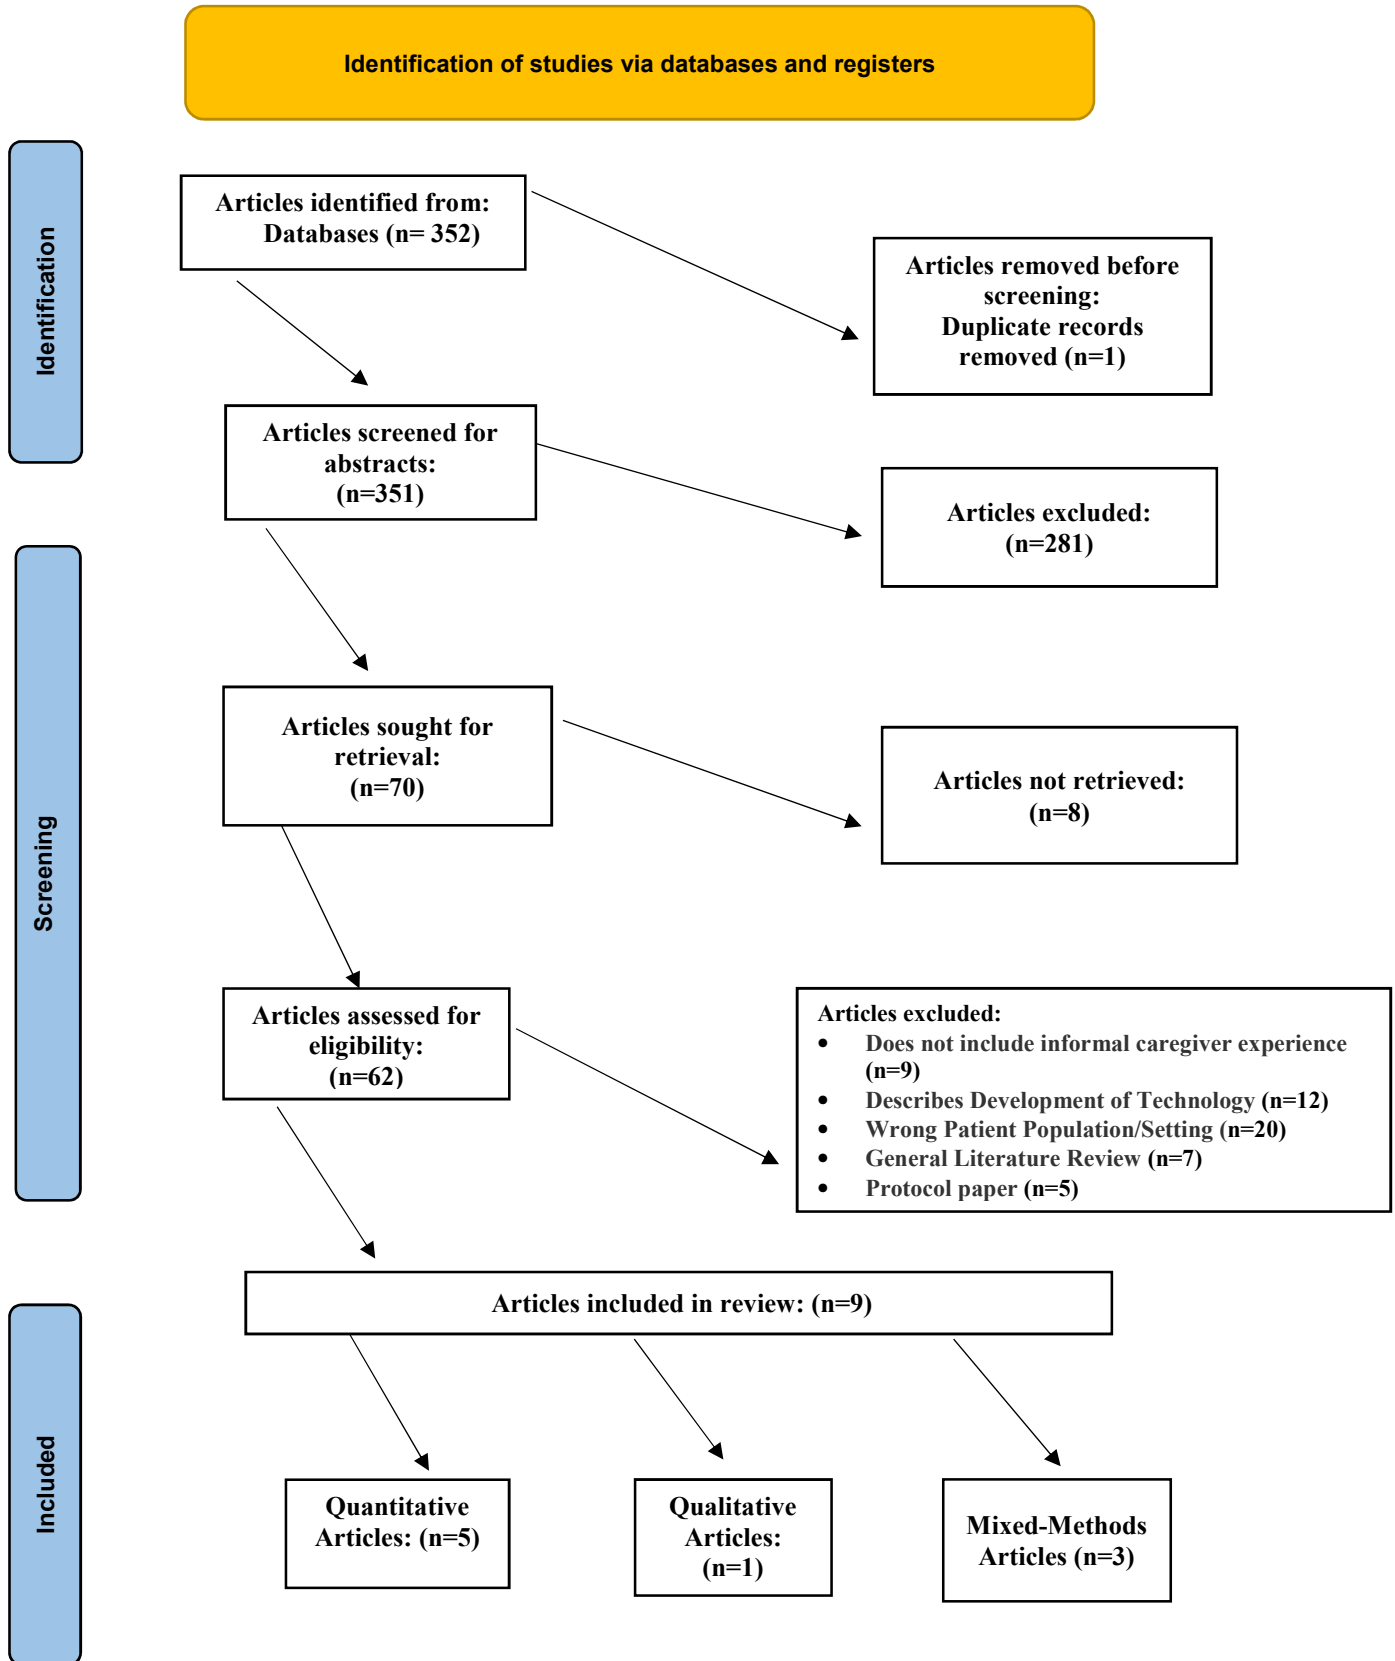 Identification of studies via databases and registers
Identification
Articles identified from:
Databases (n= 352)
Articles removed before
screening:
Duplicate records
removed (n=1)
Articles screened for
abstracts:
(n=351)
Articles excluded:
(n=281)
Screening
Articles sought for
retrieval:
(n=70)
Articles not retrieved:
(n=8)
Articles assessed for
eligibility:
(n=62)
Articles excluded:
• Does not include informal caregiver experience
(n=9)
• Describes Development of Technology (n=12)
• Wrong Patient Population/Setting (n=20)
• General Literature Review (n=7)
• Protocol paper (n=5)
Included
Articles included in review: (n=9)
Quantitative
Articles: (n=5)
Qualitative
Articles:
(n=1)
Mixed-Methods
Articles (n=3)